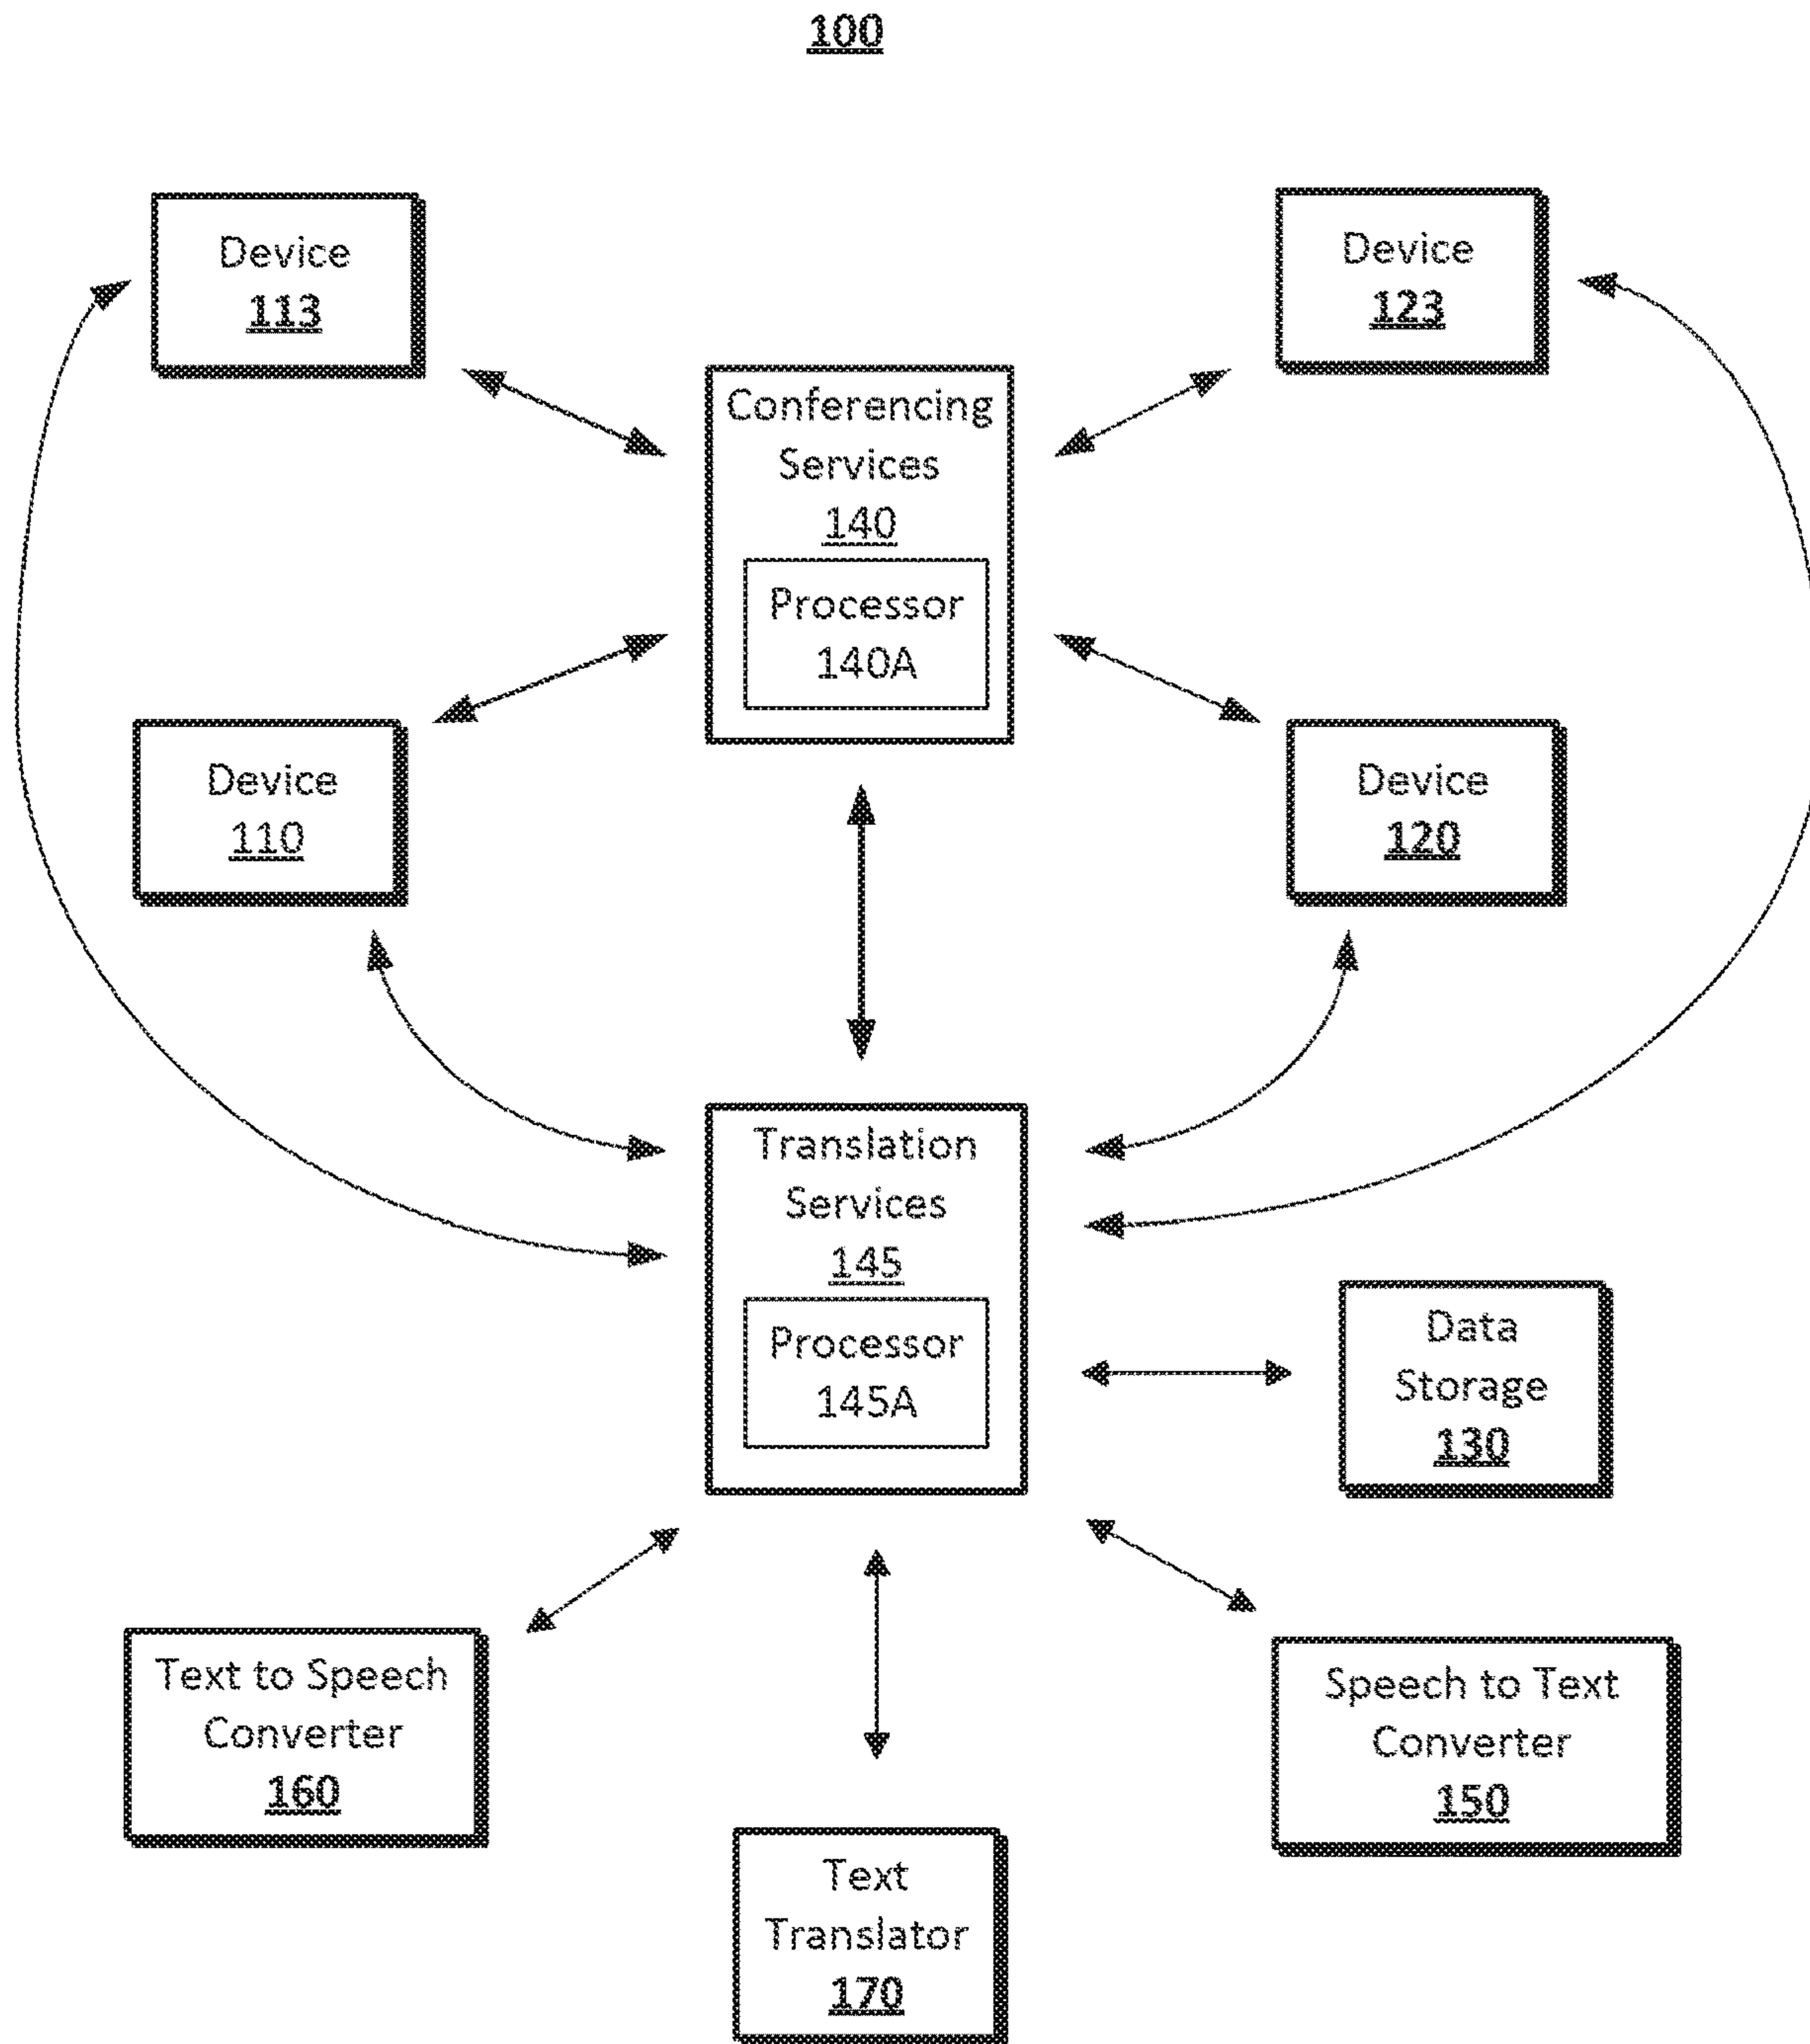 100
Device
113
Device
123
Conferencing
Services
140
Processor
140A
Device
110
Device
120
Translation
Services
145
Processor
145A
Data
Storage
130
Text to Speech
Converter
160
Speech to Text
Converter
150
Text
Translator
170